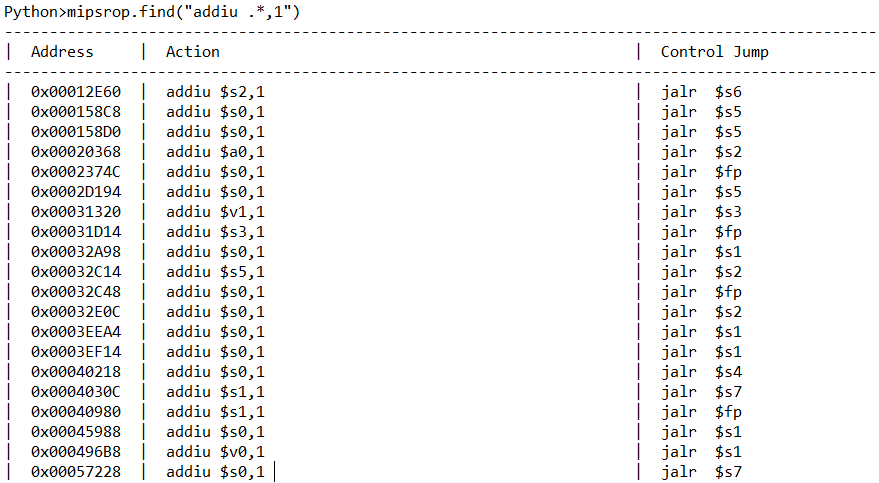 Python>mipsrop.find("addiu .*,1")
----------------------------------------------------------------------------------------------------
| Address | Action | Control Jump
----------------------------------------------------------------------------------------------------
| 0x00012E60 | addiu $s2,1 | jalr $s6
| 0x000158C8 | addiu $s0,1 | jalr $s5
| 0x000158D0 | addiu $s0,1 | jalr $s5
| 0x00020368 | addiu $a0,1 | jalr $s2
| 0x0002374C | addiu $s0,1 | jalr $fp
| 0x0002D194 | addiu $s0,1 | jalr $s5
| 0x00031320 | addiu $v1,1 | jalr $s3
| 0x00031D14 | addiu $s3,1 | jalr $fp
| 0x00032A98 | addiu $s0,1 | jalr $s1
| 0x00032C14 | addiu $s5,1 | jalr $s2
| 0x00032C48 | addiu $s0,1 | jalr $fp
| 0x00032E0C | addiu $s0,1 | jalr $s2
| 0x0003EEA4 | addiu $s0,1 | jalr $s1
| 0x0003EF14 | addiu $s0,1 | jalr $s1
| 0x00040218 | addiu $s0,1 | jalr $s4
| 0x0004030C | addiu $s1,1 | jalr $s7
| 0x00040980 | addiu $s1,1 | jalr $fp
| 0x00045988 | addiu $s0,1 | jalr $s1
| 0x000496B8 | addiu $v0,1 | jalr $s1
| 0x00057228 | addiu $s0,1 | jalr $s7